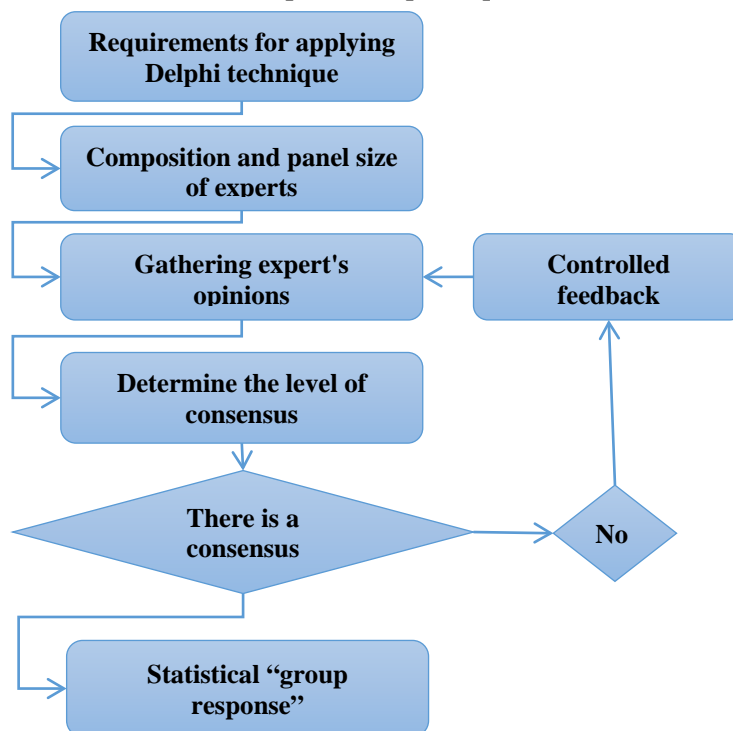 Requirements for applying
Delphi technique
Composition and panel size
of experts
Gathering expert's
opinions
Controlled
feedback
Determine the level of
consensus
There is a
consensus
No
Statistical “group
response”